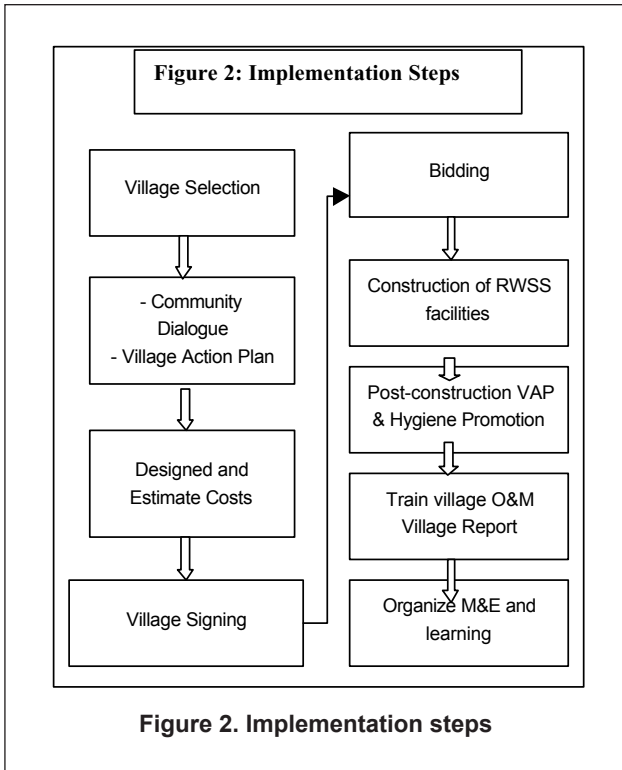 Figure 2: Implementation Steps
Village Selection
- Community
Dialogue
- Village Action Plan
Designed and
Estimate Costs
Village Signing
Bidding
Construction of RWSS
facilities
Post-construction VAP
& Hygiene Promotion
Train village O&M
Village Report
Organize M&E and
learning
Figure 2. Implementation steps